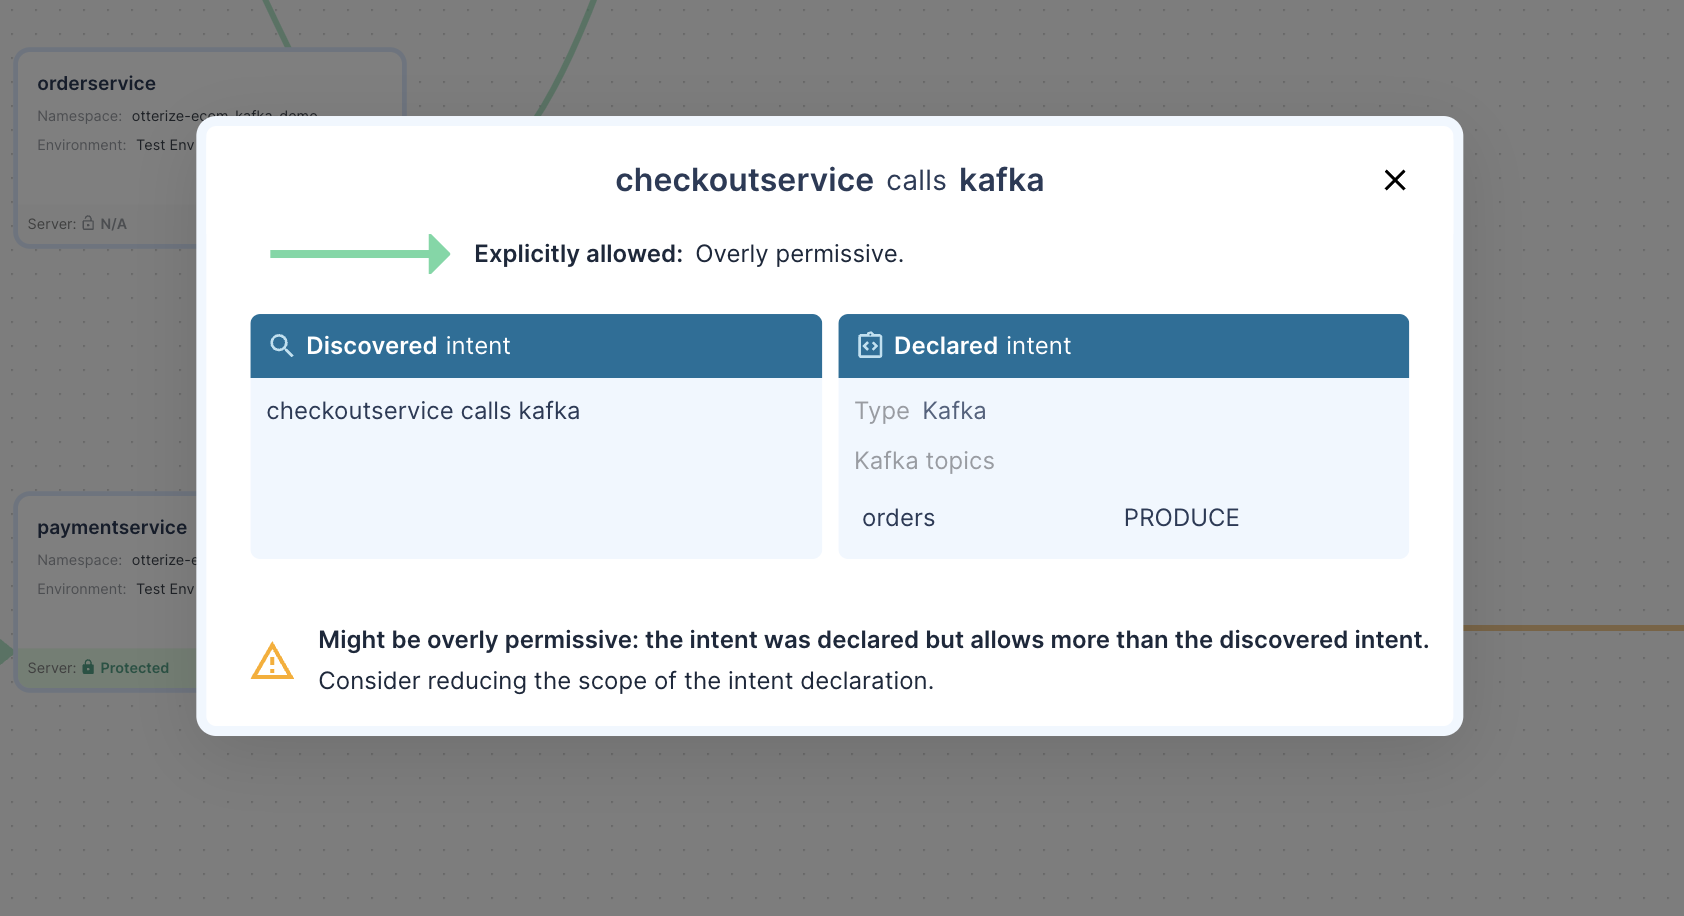 orderservice
Namespace: otterize-ecom-kafka-demo
Environment: Test Env
Server: N/A
checkoutservice calls kafka
Explicitly allowed: Overly permissive.
Discovered intent
checkoutservice calls kafka
Declared intent
Type Kafka
Kafka topics
orders PRODUCE
paymentservice
Namespace: otterize-e
Environment: Test Env
Server: Protected
Might be overly permissive: the intent was declared but allows more than the discovered intent.
Consider reducing the scope of the intent declaration.